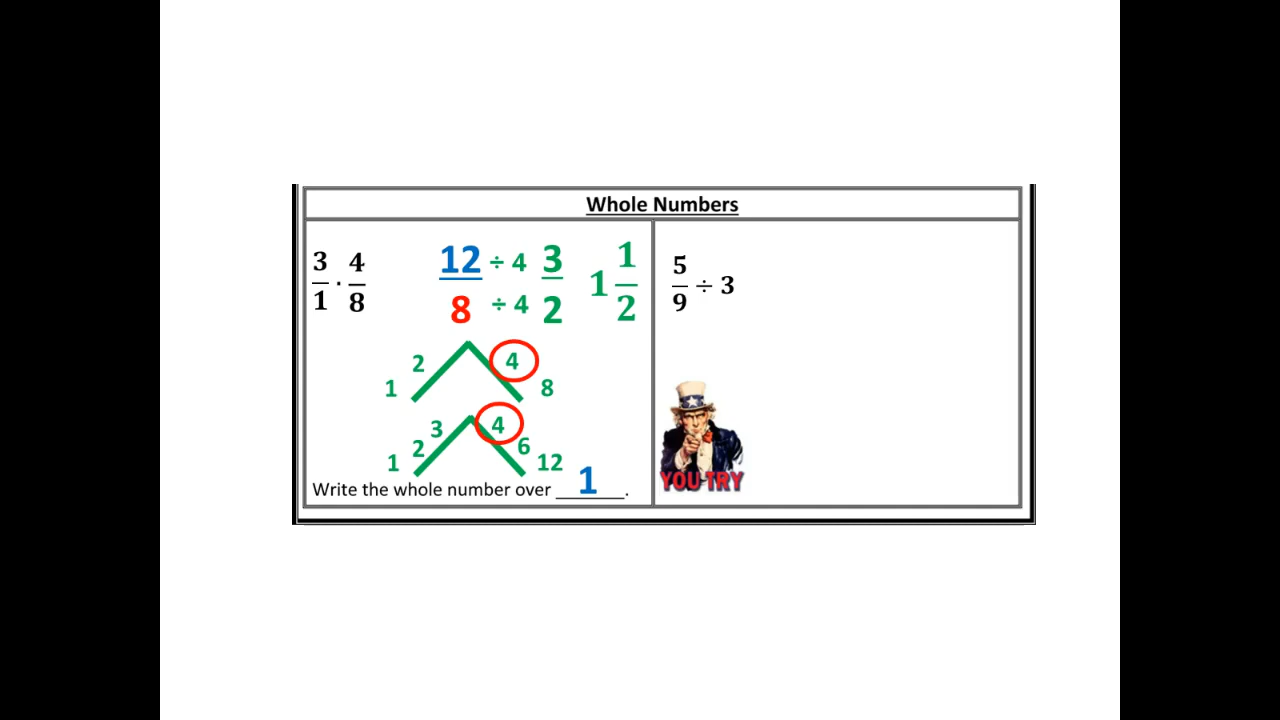 Whole Numbers
3/1 · 4/8
12/8 ÷ 4 ÷ 4 3/2 1 1/2
2 4
1 8
3 4
2 6
1 12
Write the whole number over 1.
5/9 ÷ 3
YOU TRY